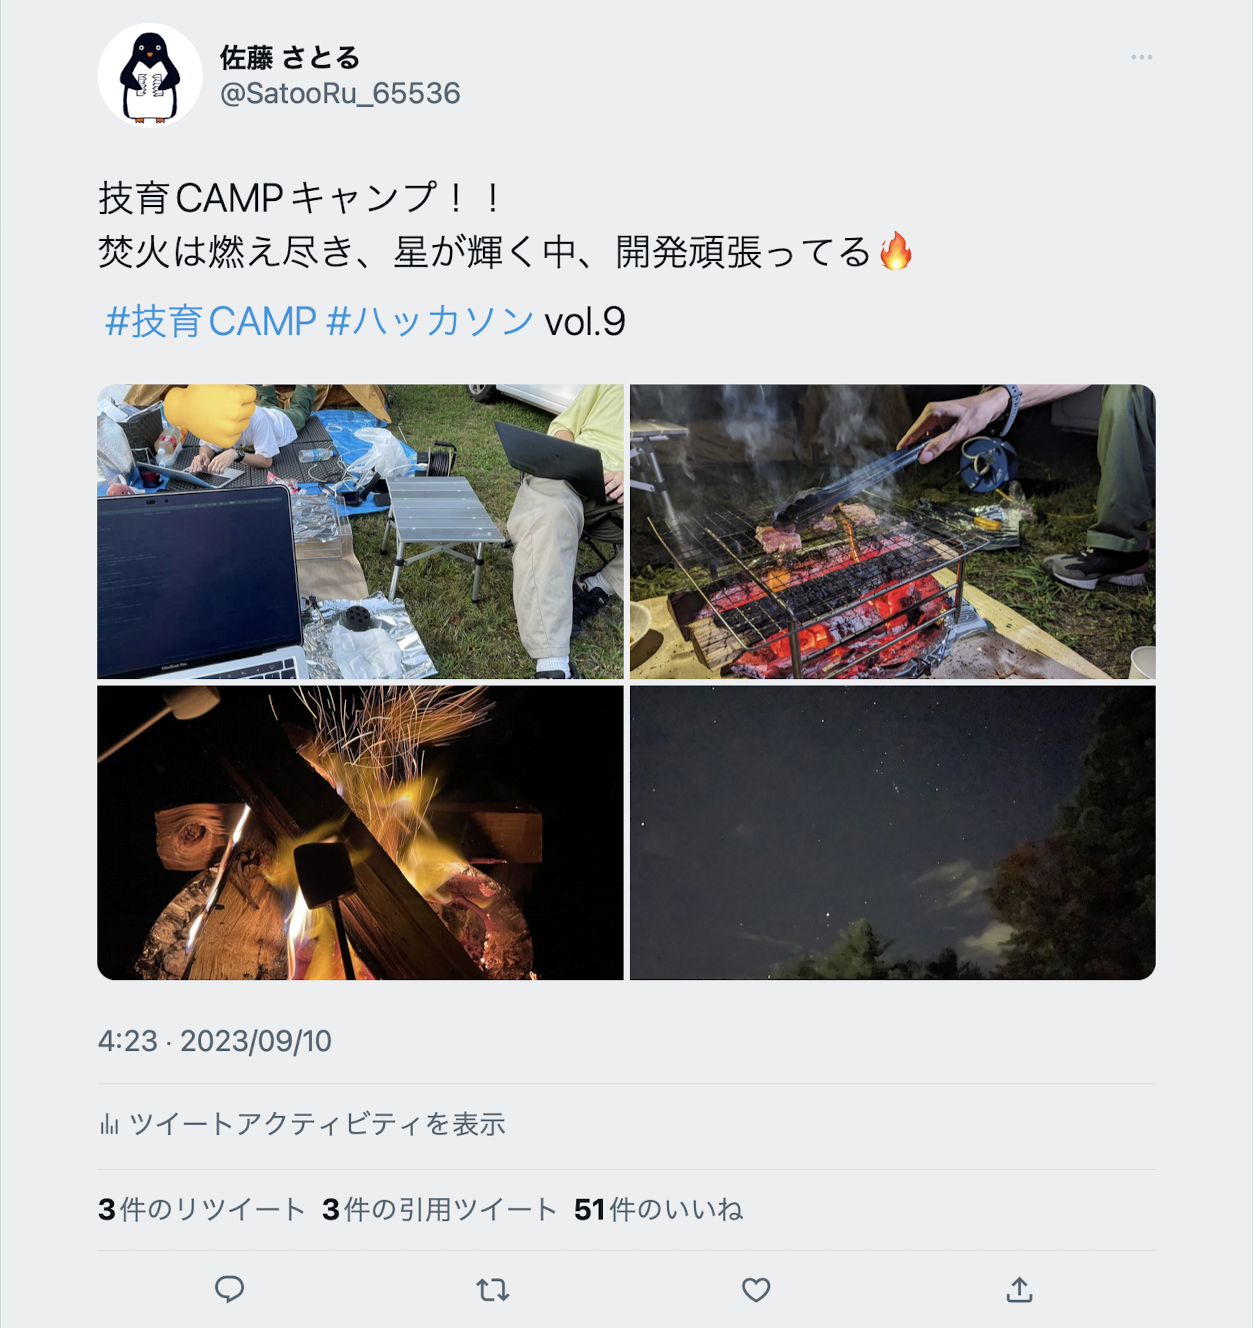 佐藤 さとる
@SatooRu_65536
技育CAMPキャンプ！！
焚火は燃え尽き、星が輝く中、開発頑張ってる🔥
#技育CAMP #ハッカソン vol.9
MacBook Pro
4:23 · 2023/09/10
ツイートアクティビティを表示
3件のリツイート 3件の引用ツイート 51件のいいね